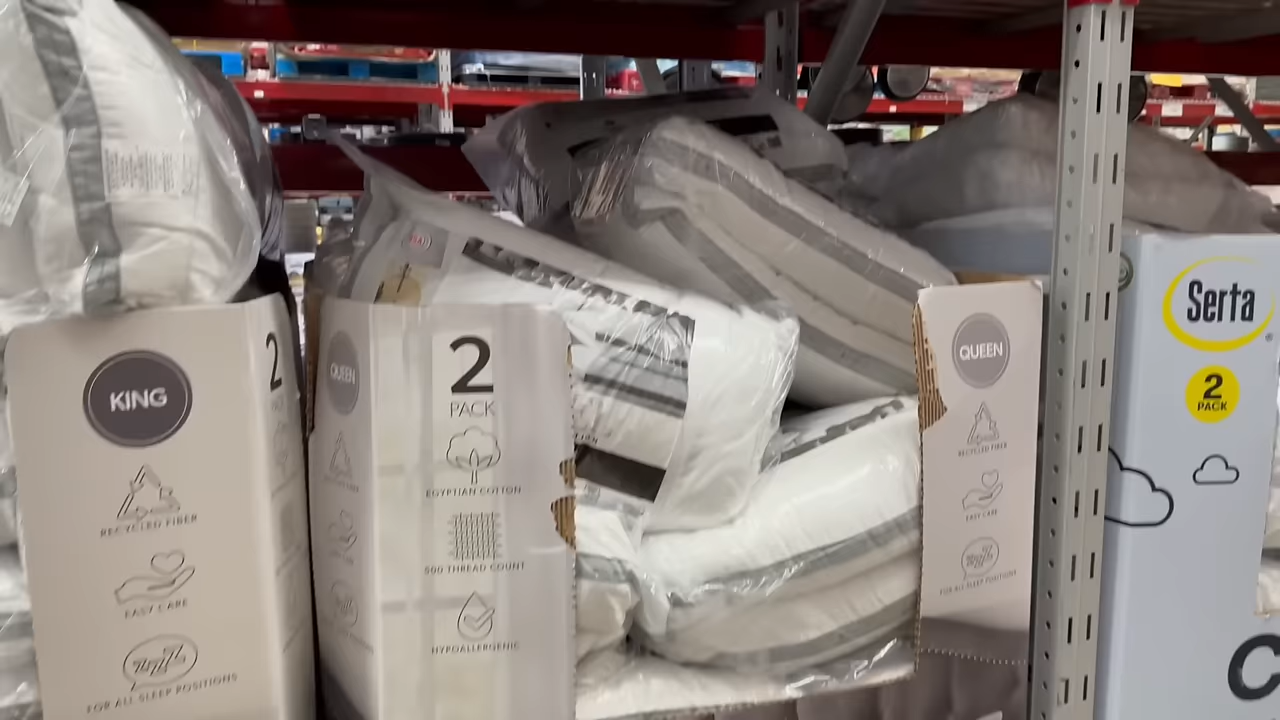 KING
2
RECYCLED FIBER
EASY CARE
FOR ALL SLEEP POSITIONS
QUEEN
2
PACK
EGYPTIAN COTTON
500 THREAD COUNT
HYPOALLERGENIC
QUEEN
RECYCLED FIBER
EASY CARE
FOR ALL SLEEP POSITIONS
Serta
2
PACK
C